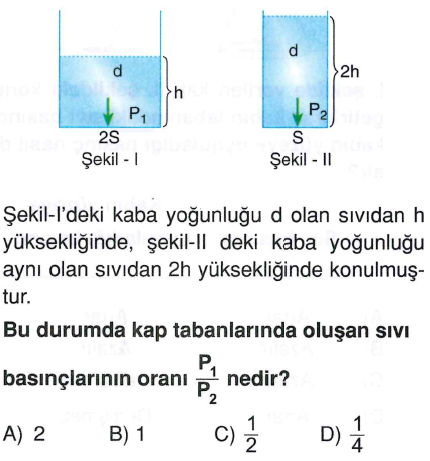 d
h
P₁
2S
Şekil - I
d
2h
P₂
S
Şekil - II
Şekil-I'deki kaba yoğunluğu d olan sıvıdan h
yüksekliğinde, şekil-II deki kaba yoğunluğu
aynı olan sıvıdan 2h yüksekliğinde konulmuş-
tur.
Bu durumda kap tabanlarında oluşan sıvı
basınçlarının oranı P₁/P₂ nedir?
A) 2 B) 1 C) 1/2 D) 1/4